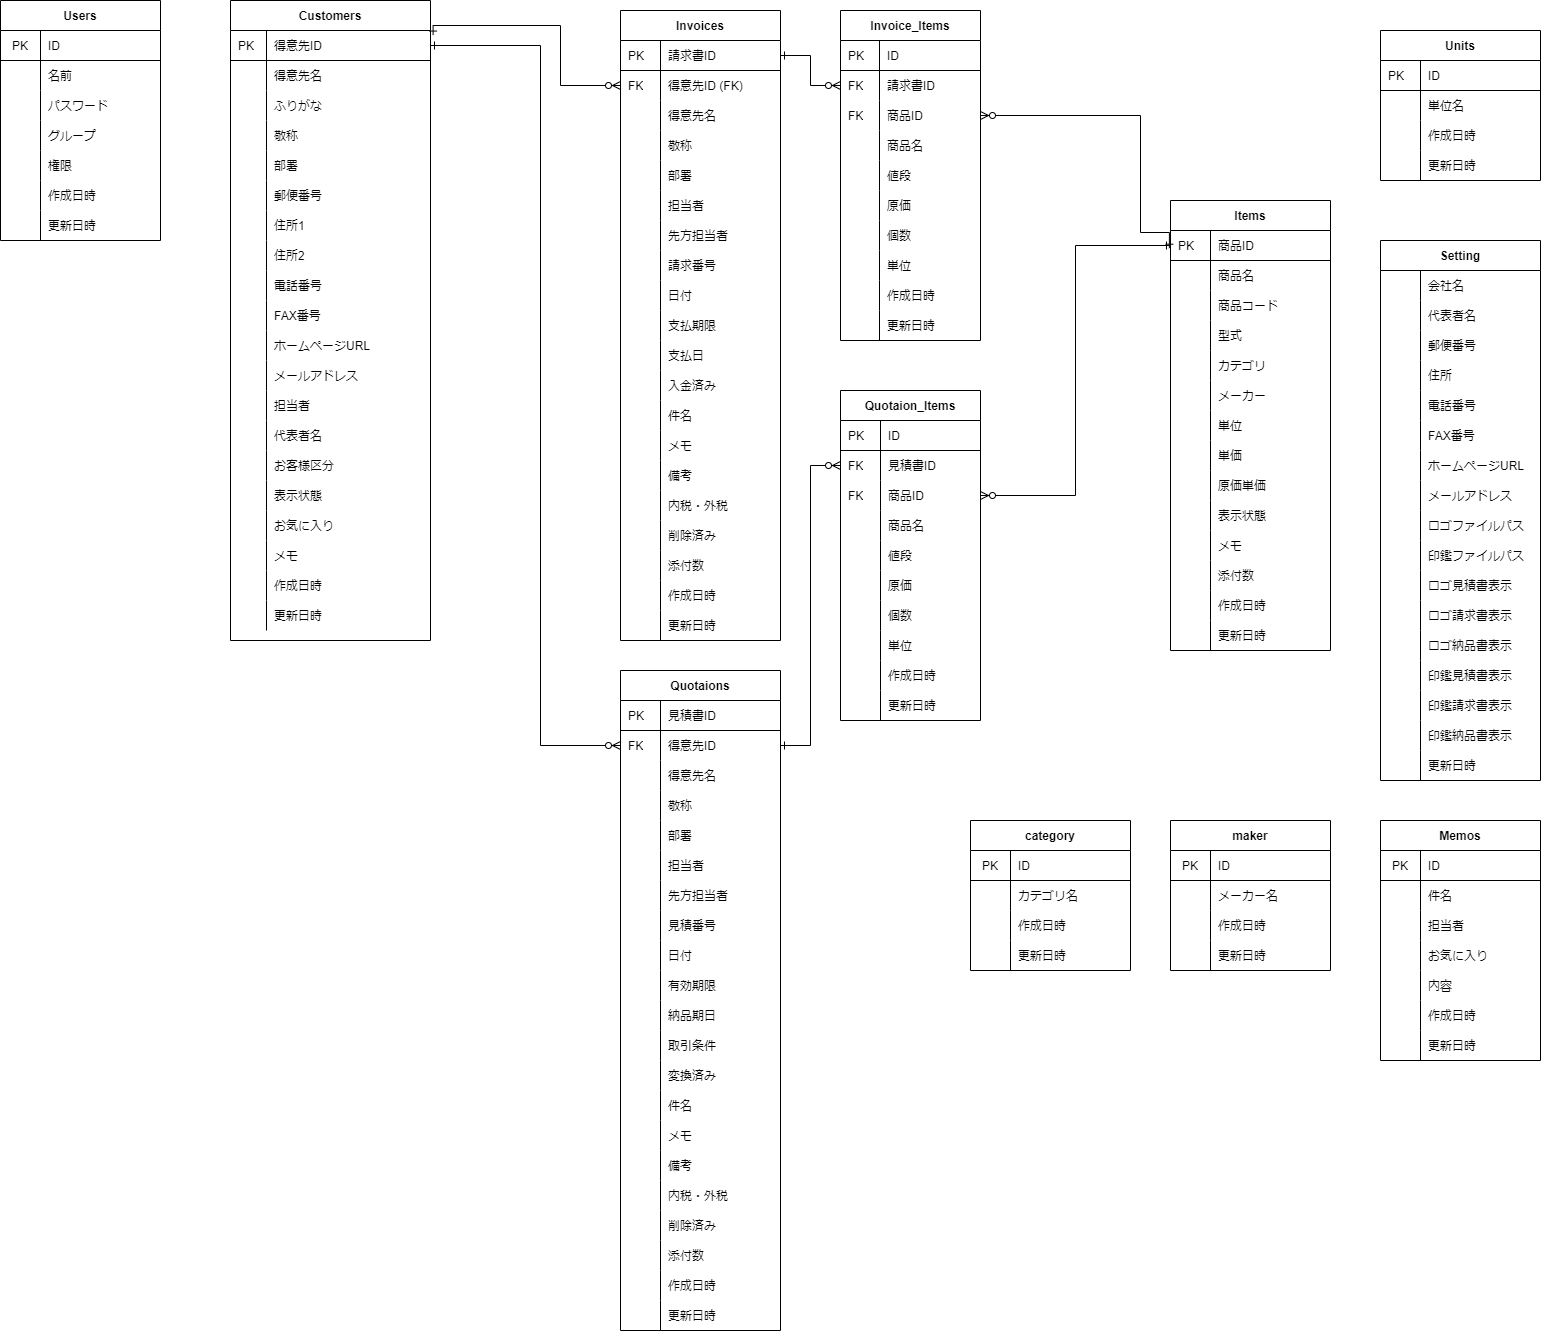 Users
PK ID
名前
パスワード
グループ
権限
作成日時
更新日時
Customers
PK 得意先ID
得意先名
ふりがな
敬称
部署
郵便番号
住所1
住所2
電話番号
FAX番号
ホームページURL
メールアドレス
担当者
代表者名
お客様区分
表示状態
お気に入り
メモ
作成日時
更新日時
Invoices
PK 請求書ID
FK 得意先ID (FK)
得意先名
敬称
部署
担当者
先方担当者
請求番号
日付
支払期限
支払日
入金済み
件名
メモ
備考
内税・外税
削除済み
添付数
作成日時
更新日時
Quotaions
PK 見積書ID
FK 得意先ID
得意先名
敬称
部署
担当者
先方担当者
見積番号
日付
有効期限
納品期日
取引条件
変換済み
件名
メモ
備考
内税・外税
削除済み
添付数
作成日時
更新日時
Invoice_Items
PK ID
FK 請求書ID
FK 商品ID
商品名
値段
原価
個数
単位
作成日時
更新日時
Quotaion_Items
PK ID
FK 見積書ID
FK 商品ID
商品名
値段
原価
個数
単位
作成日時
更新日時
Items
PK 商品ID
商品名
商品コード
型式
カテゴリ
メーカー
単位
単価
原価単価
表示状態
メモ
添付数
作成日時
更新日時
Units
PK ID
単位名
作成日時
更新日時
Setting
会社名
代表者名
郵便番号
住所
電話番号
FAX番号
ホームページURL
メールアドレス
ロゴファイルパス
印鑑ファイルパス
ロゴ見積書表示
ロゴ請求書表示
ロゴ納品書表示
印鑑見積書表示
印鑑請求書表示
印鑑納品書表示
更新日時
category
PK ID
カテゴリ名
作成日時
更新日時
maker
PK ID
メーカー名
作成日時
更新日時
Memos
PK ID
件名
担当者
お気に入り
内容
作成日時
更新日時